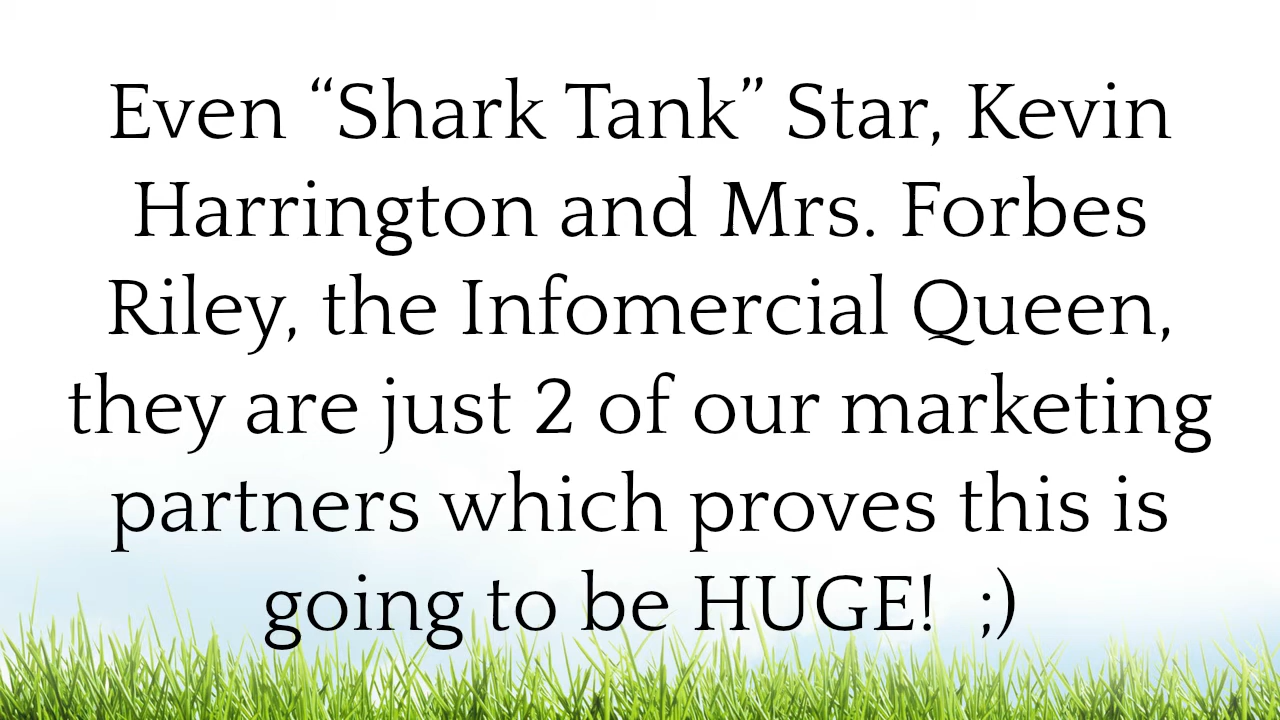 Even “Shark Tank” Star, Kevin
Harrington and Mrs. Forbes
Riley, the Infomercial Queen,
they are just 2 of our marketing
partners which proves this is
going to be HUGE!  ;)